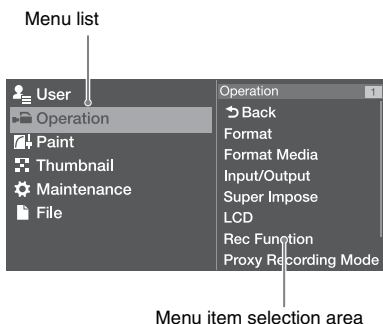 Menu list
User
Operation
Paint
Thumbnail
Maintenance
File
Operation 1
Back
Format
Format Media
Input/Output
Super Impose
LCD
Rec Function
Proxy Recording Mode
Menu item selection area